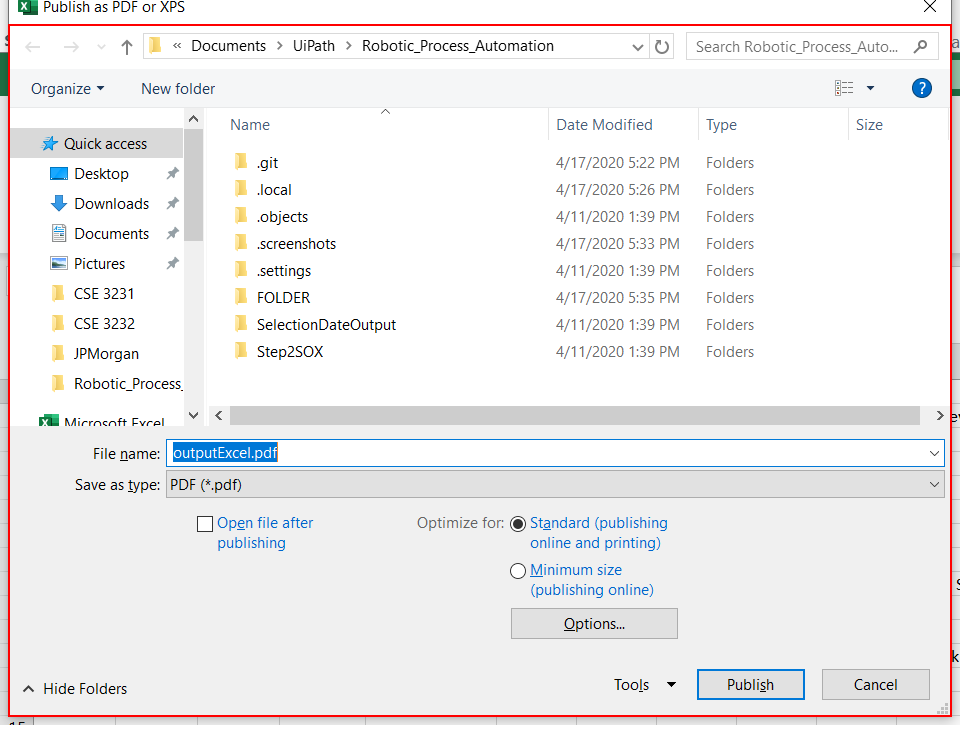 Publish as PDF or XPS
« Documents > UiPath > Robotic_Process_Automation
Search Robotic_Process_Auto...
Organize
New folder
?
Name Date Modified Type Size
Quick access
Desktop
Downloads
Documents
Pictures
CSE 3231
CSE 3232
JPMorgan
Robotic_Process_
Microsoft Excel
.git 4/17/2020 5:22 PM Folders
.local 4/17/2020 5:26 PM Folders
.objects 4/11/2020 1:39 PM Folders
.screenshots 4/17/2020 5:33 PM Folders
.settings 4/11/2020 1:39 PM Folders
FOLDER 4/17/2020 5:35 PM Folders
SelectionDateOutput 4/11/2020 1:39 PM Folders
Step2SOX 4/11/2020 1:39 PM Folders
File name: outputExcel.pdf
Save as type: PDF (*.pdf)
Open file after
publishing
Optimize for:
Standard (publishing
online and printing)
Minimum size
(publishing online)
Options...
Hide Folders
Tools
Publish
Cancel